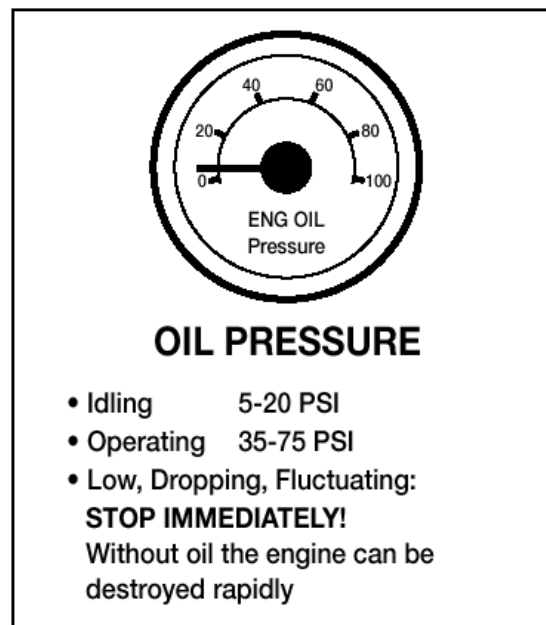 40 60
20 80
0 100
ENG OIL
Pressure
OIL PRESSURE
• Idling 5-20 PSI
• Operating 35-75 PSI
• Low, Dropping, Fluctuating:
STOP IMMEDIATELY!
Without oil the engine can be
destroyed rapidly